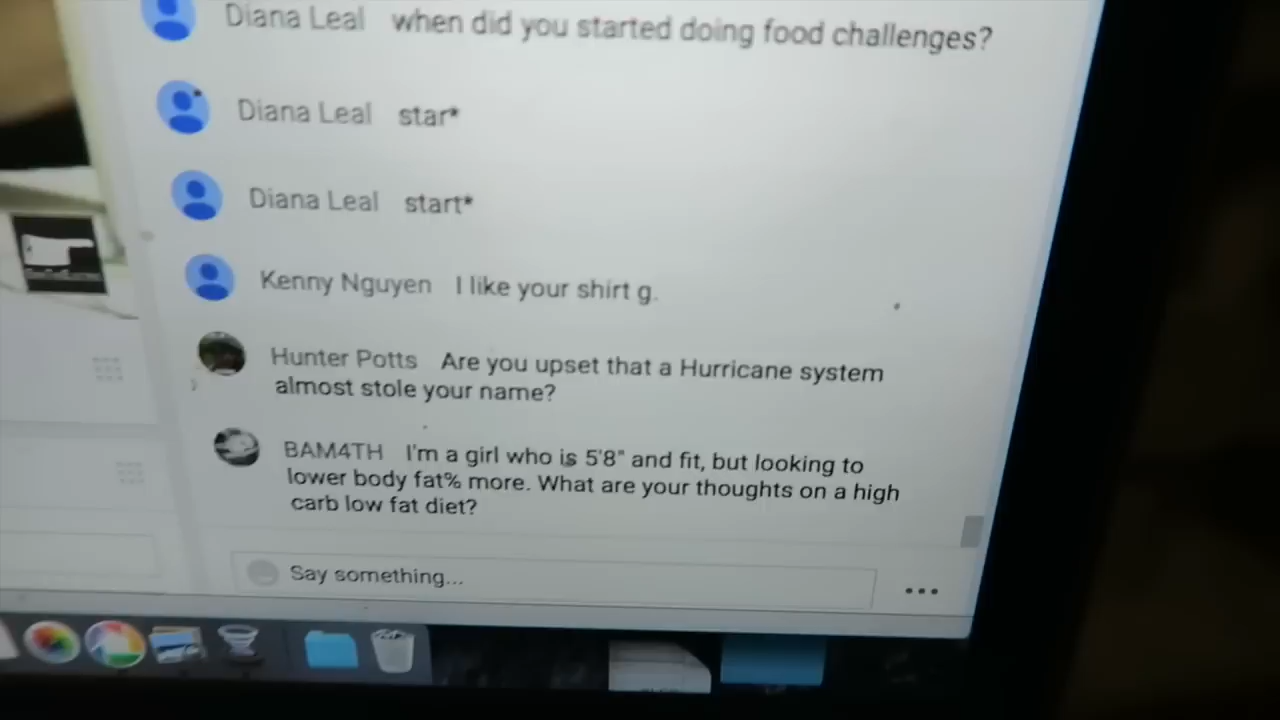 Diana Leal when did you started doing food challenges?
Diana Leal star*
Diana Leal start*
Kenny Nguyen I like your shirt g.
Hunter Potts Are you upset that a Hurricane system
almost stole your name?
BAM4TH I'm a girl who is 5'8" and fit, but looking to
lower body fat% more. What are your thoughts on a high
carb low fat diet?
Say something...